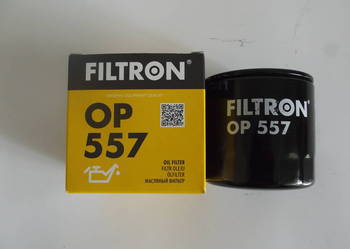 FILTRON®
OP
557
OIL FILTER
FILTR OLEJU
ÖLFILTER
МАСЛЯНЫЙ ФИЛЬТР
FILTRON®
OP 557